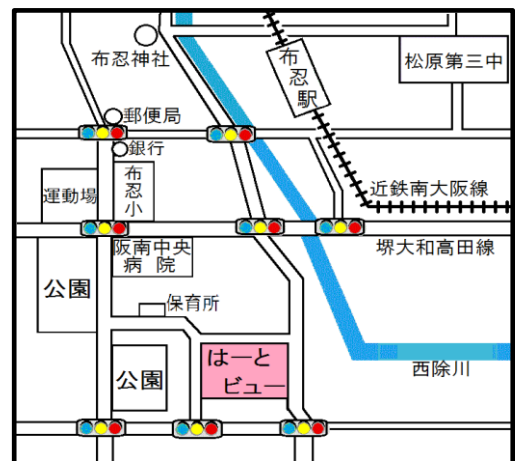 布忍神社
布忍駅
松原第三中
郵便局
銀行
布忍小
運動場
近鉄南大阪線
堺大和高田線
阪南中央
病院
公園
保育所
はーと
ビュー
公園
西除川